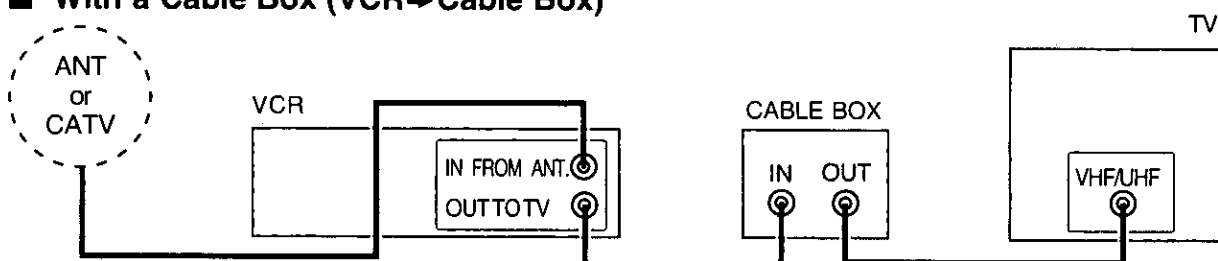 ■ With a Cable Box (VCR➔Cable Box)
TV
ANT
or
CATV
VCR
CABLE BOX
IN FROM ANT.
OUT TO TV
IN OUT
VHF/UHF